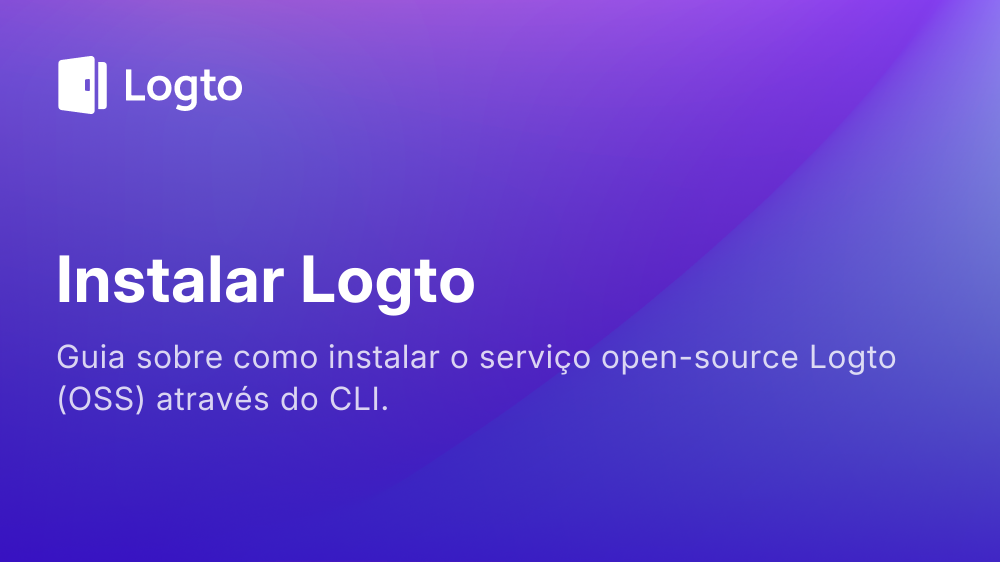 Logto
Instalar Logto
Guia sobre como instalar o serviço open-source Logto
(OSS) através do CLI.